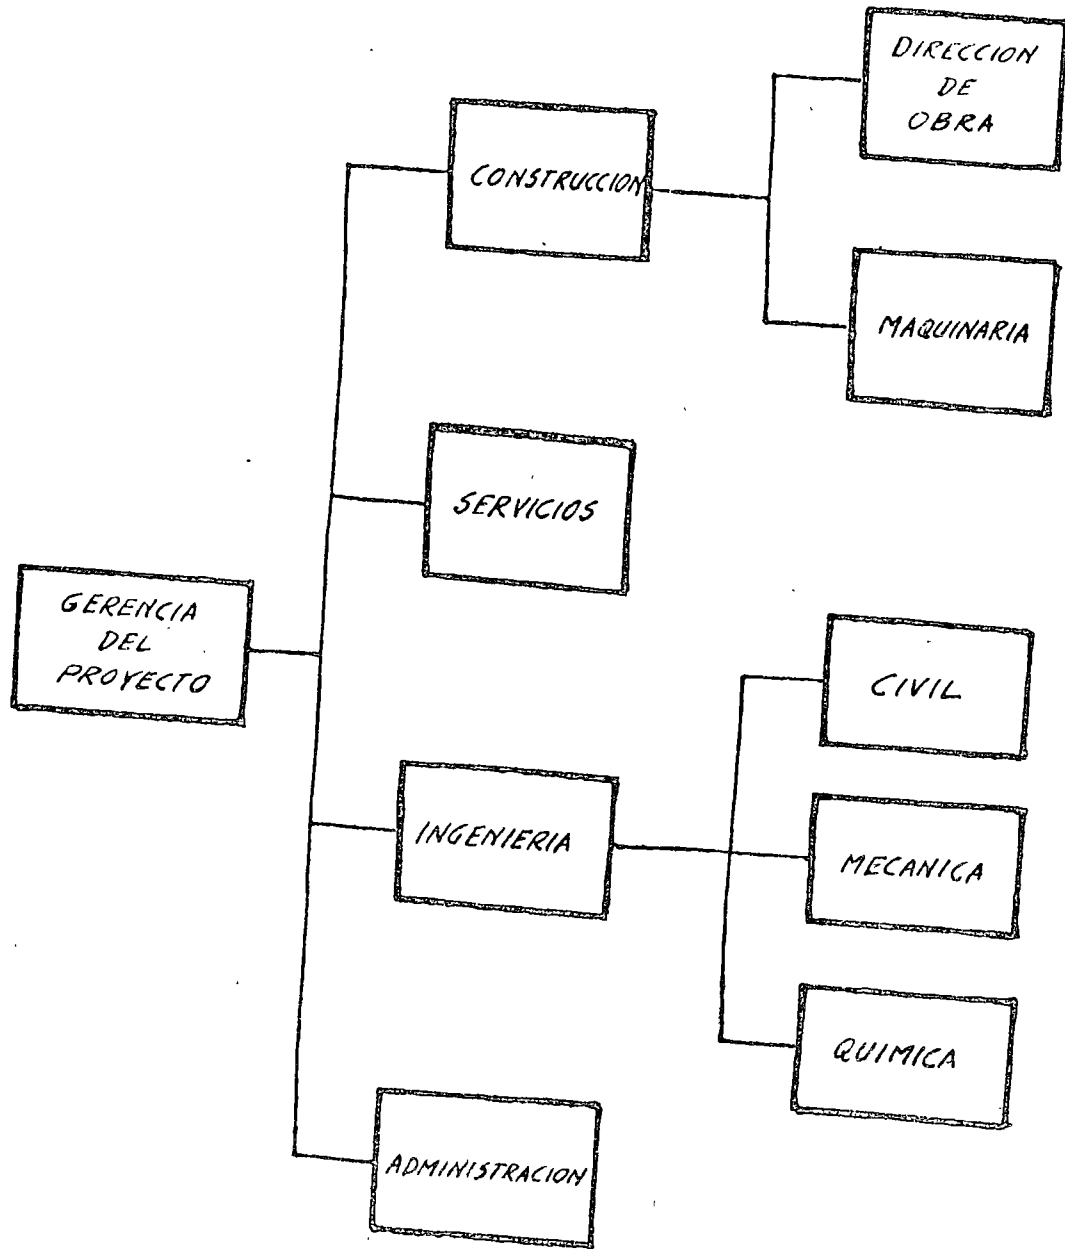 DIRECCION
DE
OBRA
CONSTRUCCION
MAQUINARIA
SERVICIOS
GERENCIA
DEL
PROYECTO
CIVIL
INGENIERIA
MECANICA
QUIMICA
ADMINISTRACION